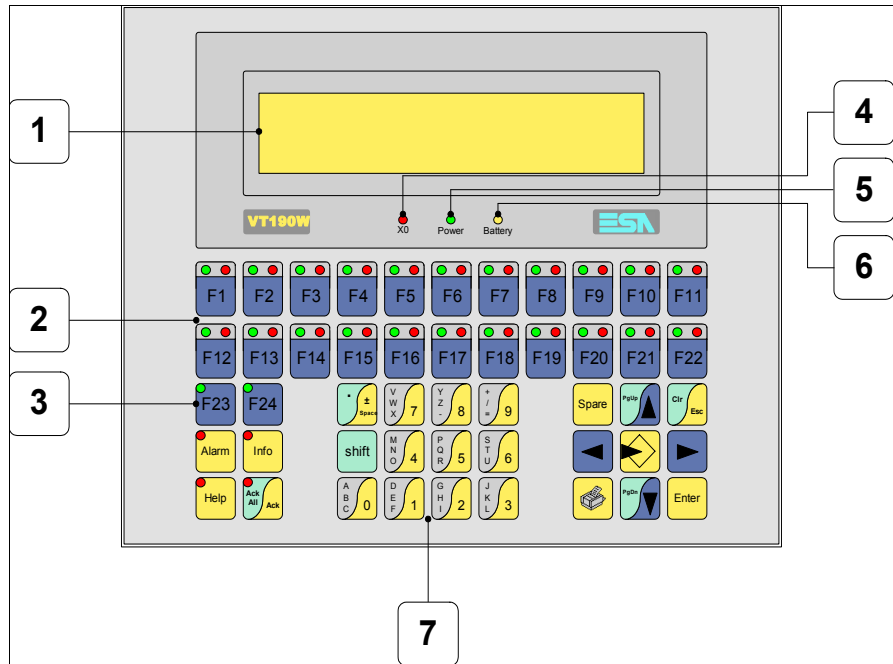 1
4
5
VT190W
X0 Power Battery
ESA
6
F1 F2 F3 F4 F5 F6 F7 F8 F9 F10 F11
2
F12 F13 F14 F15 F16 F17 F18 F19 F20 F21 F22
3
F23 F24
. ± Space
V W X 7
Y Z - 8
+ / = 9
Spare
PgUp
Clr Esc
Alarm Info
shift
M N O 4
P Q R 5
S T U 6
Help
Ack All Ack
A B C 0
D E F 1
G H I 2
J K L 3
PgDn
Enter
7